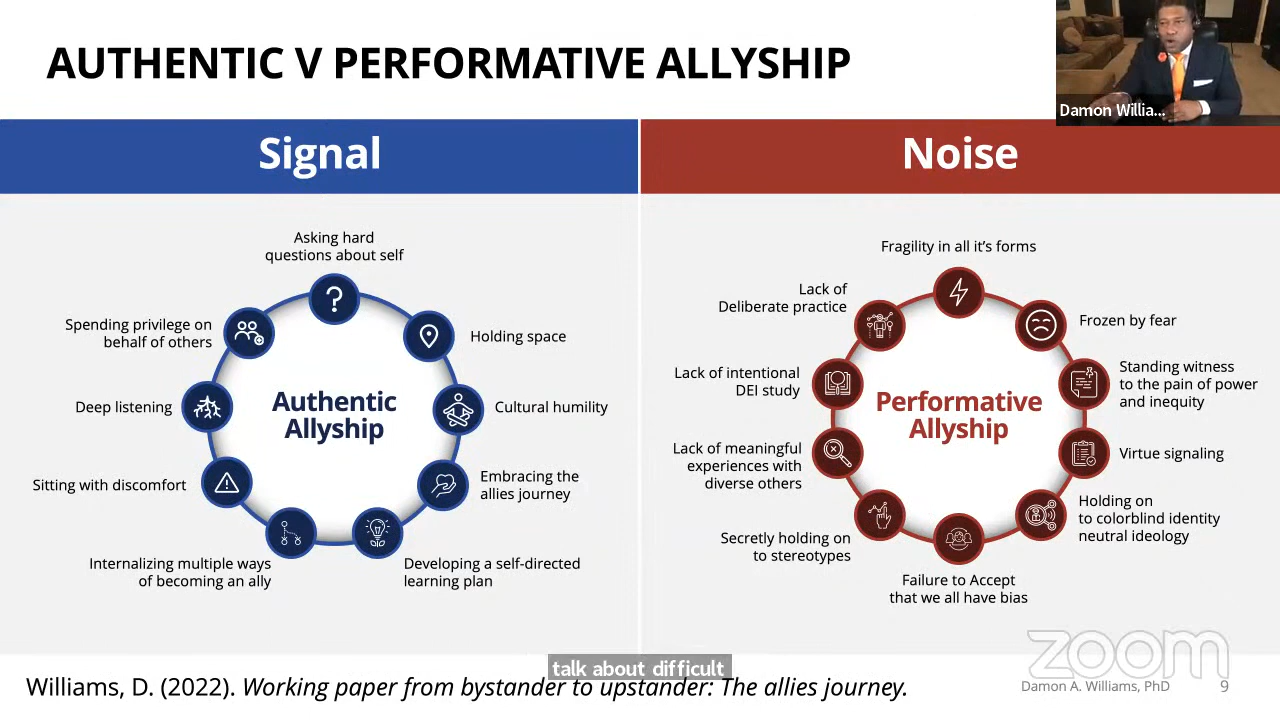 AUTHENTIC V PERFORMATIVE ALLYSHIP
Damon Willia...
Signal
Asking hard
questions about self
Holding space
Cultural humility
Embracing the
allies journey
Developing a self-directed
learning plan
Internalizing multiple ways
of becoming an ally
Sitting with discomfort
Deep listening
Spending privilege on
behalf of others
Authentic
Allyship
Noise
Fragility in all it's forms
Frozen by fear
Standing witness
to the pain of power
and inequity
Virtue signaling
Holding on
to colorblind identity
neutral ideology
Failure to Accept
that we all have bias
Secretly holding on
to stereotypes
Lack of meaningful
experiences with
diverse others
Lack of intentional
DEI study
Lack of
Deliberate practice
Performative
Allyship
zoom
talk about difficult
Williams, D. (2022). Working paper from bystander to upstander: The allies journey.
Damon A. Williams, PhD
9